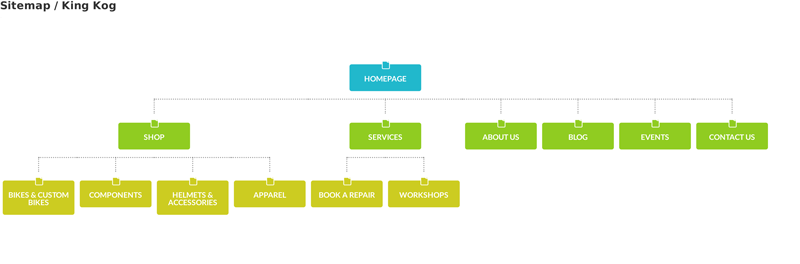 Sitemap / King Kog
HOMEPAGE
SHOP
SERVICES
ABOUT US
BLOG
EVENTS
CONTACT US
BIKES & CUSTOM
BIKES
COMPONENTS
HELMETS &
ACCESSORIES
APPAREL
BOOK A REPAIR
WORKSHOPS